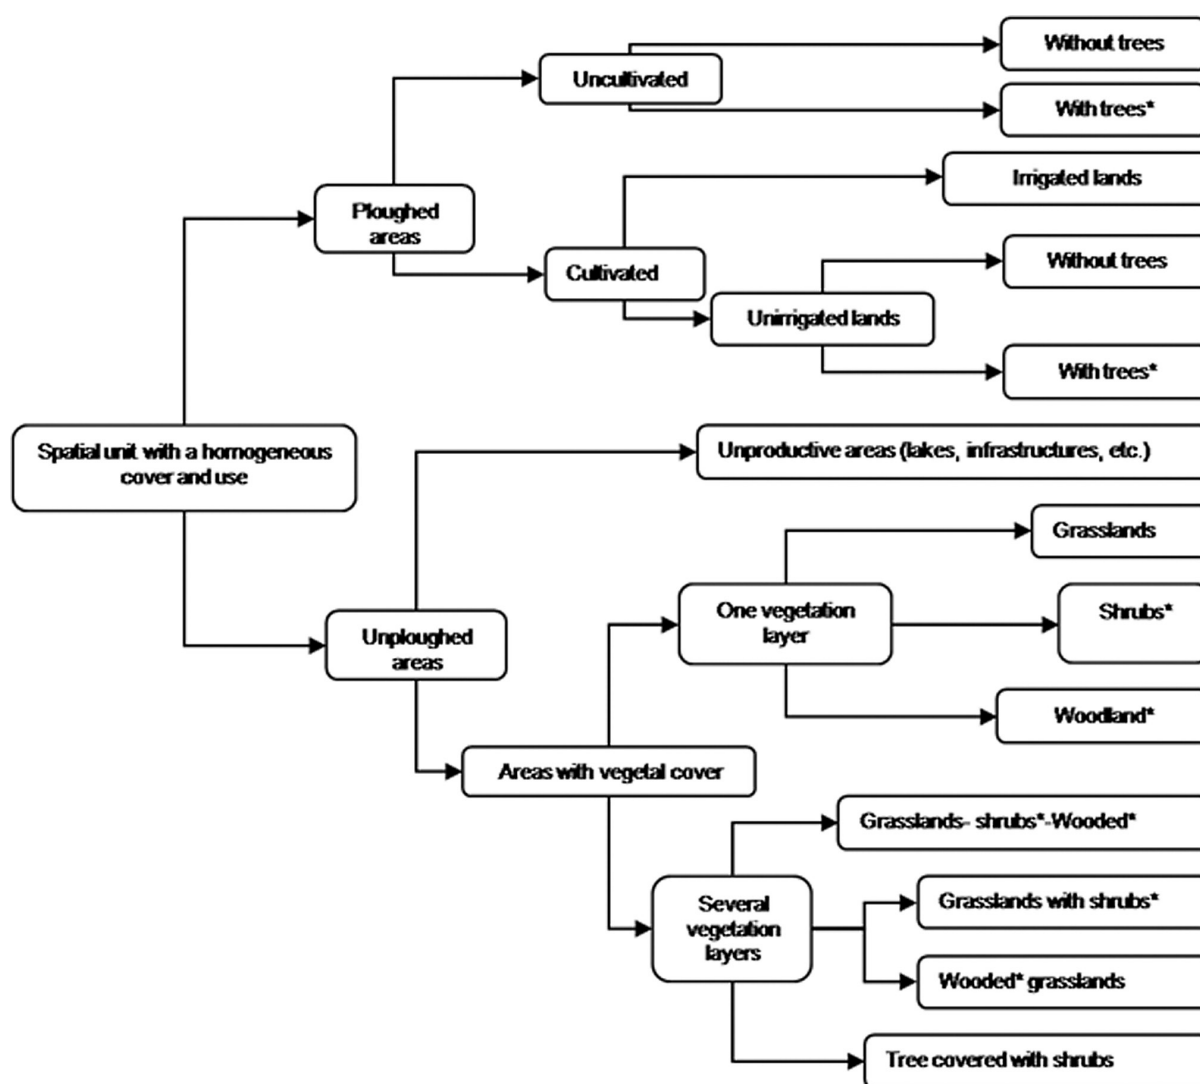 Without trees
Uncultivated
With trees*
Irrigated lands
Ploughed
areas
Without trees
Cultivated
Unirrigated lands
With trees*
Spatial unit with a homogeneous
cover and use
Unproductive areas (lakes, infrastructures, etc.)
Grasslands
One vegetation
layer
Shrubs*
Unploughed
areas
Woodland*
Areas with vegetal cover
Grasslands- shrubs*-Wooded*
Several
vegetation
layers
Grasslands with shrubs*
Wooded* grasslands
Tree covered with shrubs